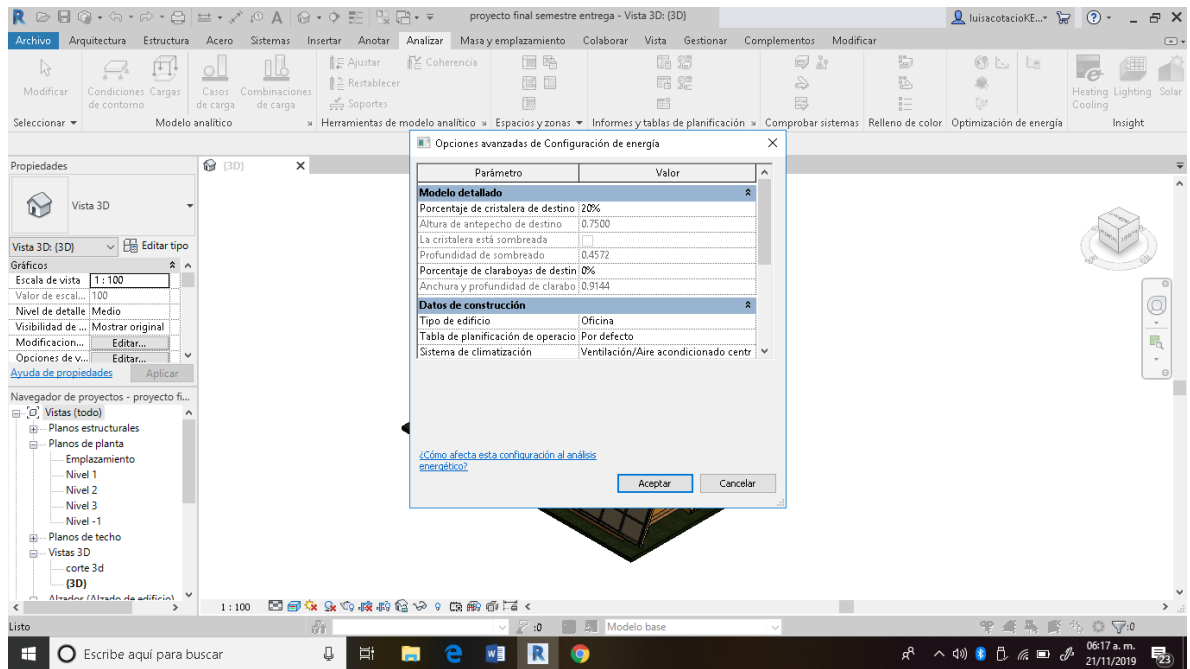 proyecto final semestre entrega - Vista 3D: {3D}
luisacotacioKE...
Archivo Arquitectura Estructura Acero Sistemas Insertar Anotar Analizar Masa y emplazamiento Colaborar Vista Gestionar Complementos Modificar
Modificar
Condiciones de contorno
Cargas
Casos de carga
Combinaciones de carga
Ajustar
Restablecer
Soportes
Coherencia
Heating Cooling
Lighting
Solar
Seleccionar
Modelo analítico
Herramientas de modelo analítico
Espacios y zonas
Informes y tablas de planificación
Comprobar sistemas
Relleno de color
Optimización de energía
Insight
Propiedades
{3D}
Vista 3D
Vista 3D: {3D}
Editar tipo
Gráficos
Escala de vista 1 : 100
Valor de escal... 100
Nivel de detalle Medio
Visibilidad de ... Mostrar original
Modificacion... Editar...
Opciones de v... Editar...
Ayuda de propiedades
Aplicar
Navegador de proyectos - proyecto fi...
Vistas (todo)
Planos estructurales
Planos de planta
Emplazamiento
Nivel 1
Nivel 2
Nivel 3
Nivel -1
Planos de techo
Vistas 3D
corte 3d
{3D}
Alzados (Alzado de edificio)
Opciones avanzadas de Configuración de energía
Parámetro Valor
Modelo detallado
Porcentaje de cristalera de destino 20%
Altura de antepecho de destino 0.7500
La cristalera está sombreada
Profundidad de sombreado 0.4572
Porcentaje de claraboyas de destin 0%
Anchura y profundidad de clarabo 0.9144
Datos de construcción
Tipo de edificio Oficina
Tabla de planificación de operacio Por defecto
Sistema de climatización Ventilación/Aire acondicionado centr
¿Cómo afecta esta configuración al análisis
energético?
Aceptar
Cancelar
1 : 100
Listo
:0
Modelo base
:0
Escribe aquí para buscar
06:17 a. m.
21/11/2019
23